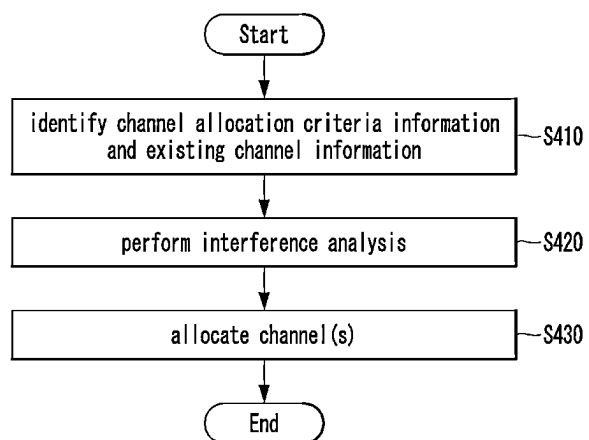 Start
identify channel allocation criteria information
and existing channel information
S410
perform interference analysis
S420
allocate channel(s)
S430
End